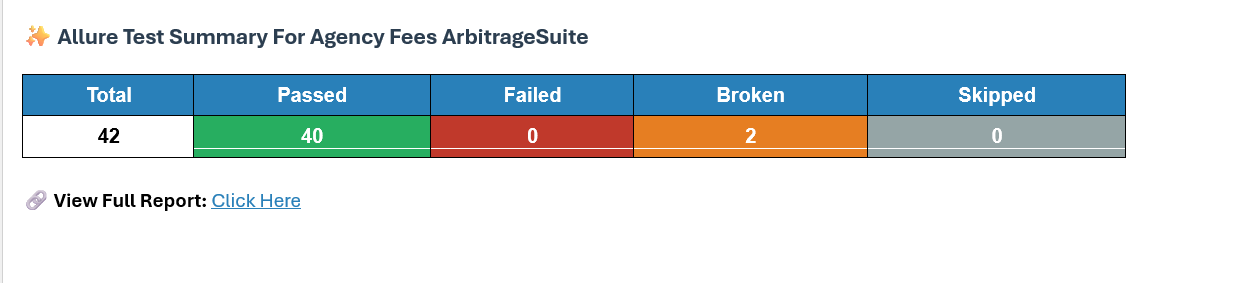 ✨ Allure Test Summary For Agency Fees ArbitrageSuite
Total Passed Failed Broken Skipped
42 40 0 2 0
🔗 View Full Report: Click Here